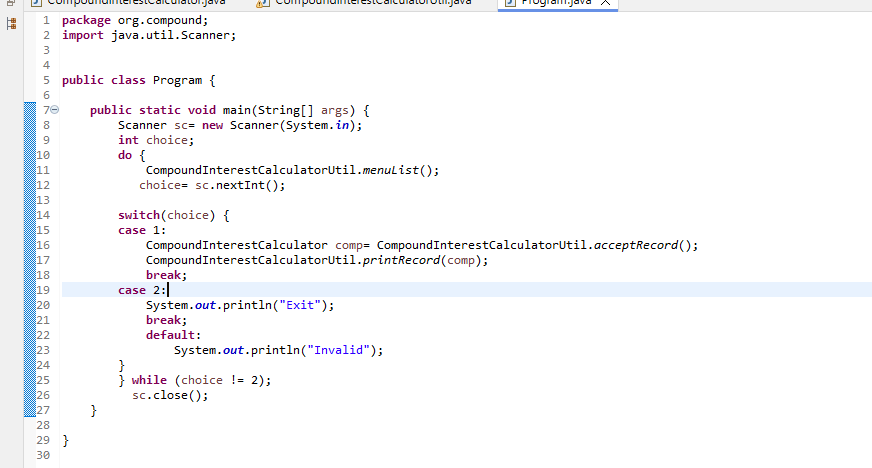 CompoundInterestCalculator.java CompoundInterestCalculatorUtil.java Program.java
1 package org.compound;
2 import java.util.Scanner;
3
4
5 public class Program {
6
7 public static void main(String[] args) {
8 Scanner sc= new Scanner(System.in);
9 int choice;
10 do {
11 CompoundInterestCalculatorUtil.menuList();
12 choice= sc.nextInt();
13
14 switch(choice) {
15 case 1:
16 CompoundInterestCalculator comp= CompoundInterestCalculatorUtil.acceptRecord();
17 CompoundInterestCalculatorUtil.printRecord(comp);
18 break;
19 case 2:
20 System.out.println("Exit");
21 break;
22 default:
23 System.out.println("Invalid");
24 }
25 } while (choice != 2);
26 sc.close();
27 }
28
29 }
30